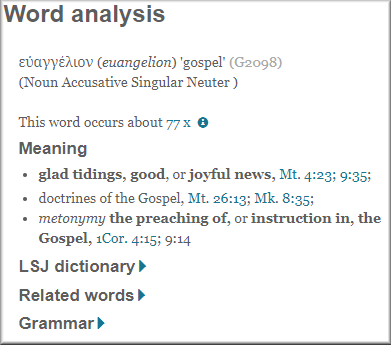 Word analysis
εὐαγγέλιον (euangelion) 'gospel' (G2098)
(Noun Accusative Singular Neuter )
This word occurs about 77 x
Meaning
• glad tidings, good, or joyful news, Mt. 4:23; 9:35;
• doctrines of the Gospel, Mt. 26:13; Mk. 8:35;
• metonymy the preaching of, or instruction in, the
Gospel, 1Cor. 4:15; 9:14
LSJ dictionary
Related words
Grammar